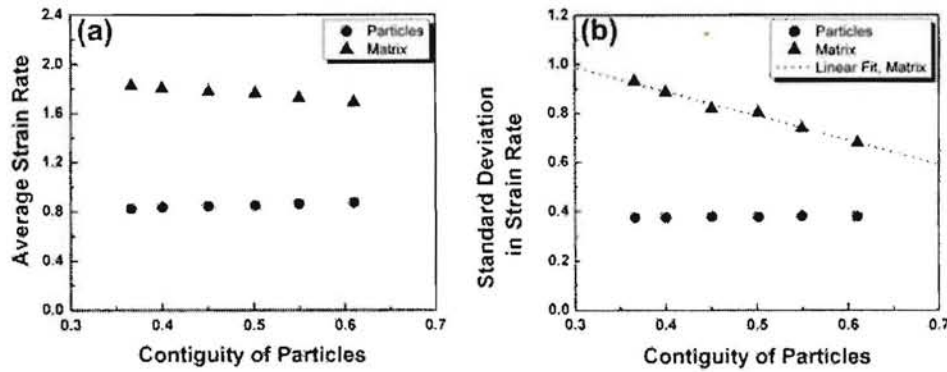 (a)
Particles
Matrix
2.4
1.8
1.2
0.8
0.4
0.0
Average Strain Rate
0.3 0.4 0.5 0.6 0.7
Contiguity of Particles
(b)
Particles
Matrix
Linear Fit, Matrix
1.2
1.0
0.8
0.6
0.4
0.2
0.0
Standard Deviation
in Strain Rate
0.3 0.4 0.5 0.6 0.7
Contiguity of Particles